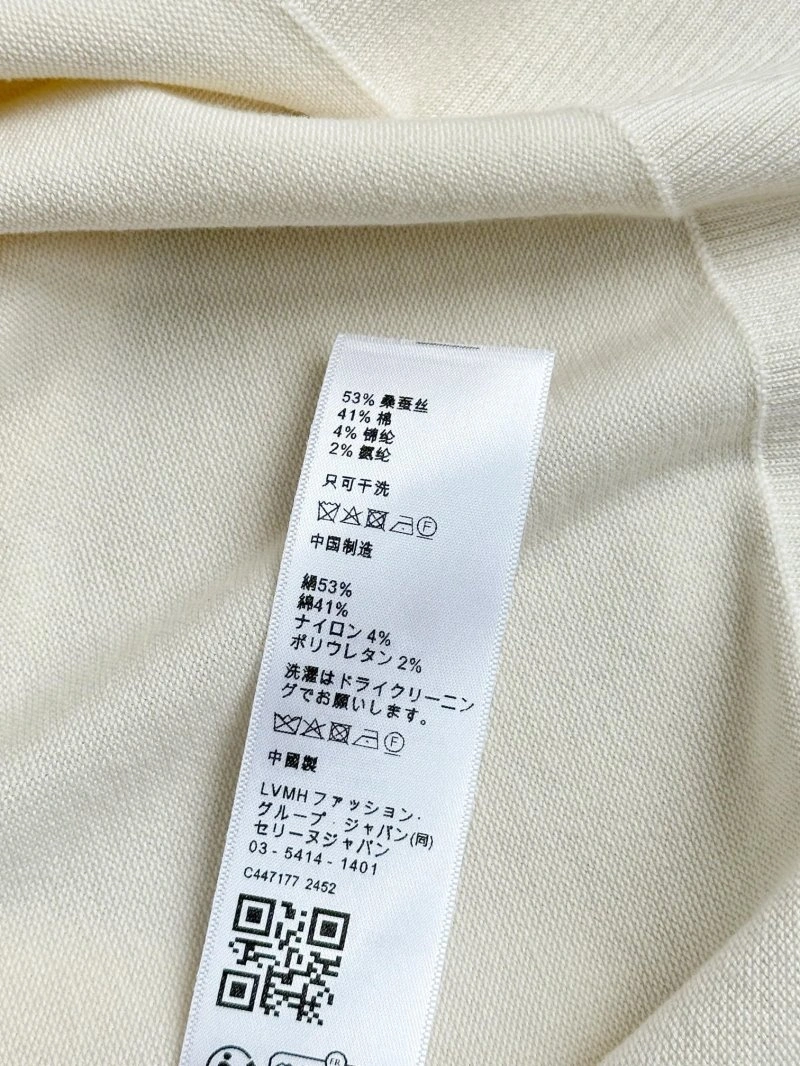 53% 桑蚕丝
41% 棉
4% 锦纶
2% 氨纶
只可干洗
F
中国制造
絹53%
綿41%
ナイロン 4%
ポリウレタン 2%
洗濯はドライクリーニン
グでお願いします。
F
中國製
LVMH ファッション・
グループ・ジャパン(同)
セリーヌジャパン
03 - 5414 - 1401
C447177 2452
FR